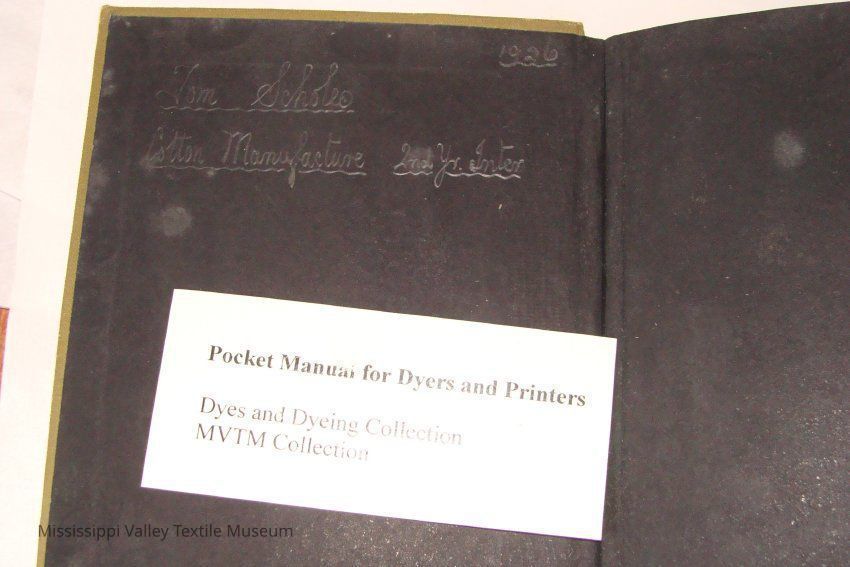 1926
Tom Scholes
Cotton Manufacture 2nd Yr. Inter
Pocket Manual for Dyers and Printers
Dyes and Dyeing Collection
MVTM Collection
Mississippi Valley Textile Museum